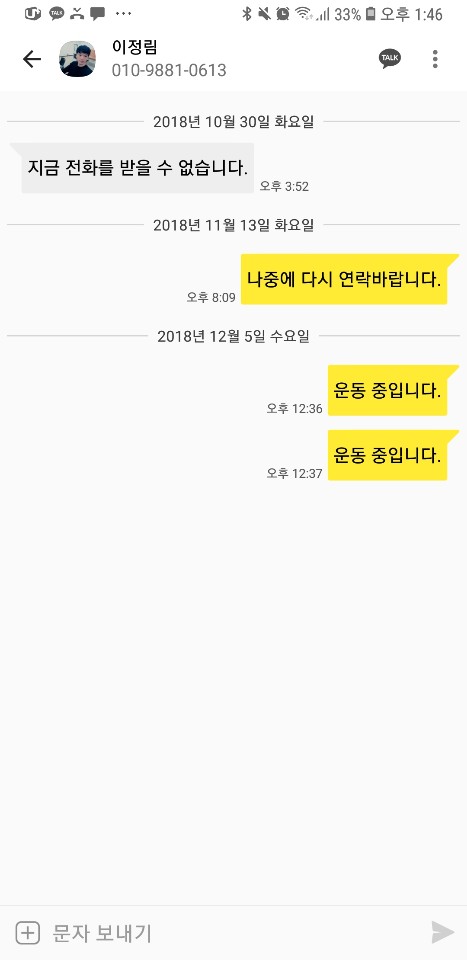 33% 오후 1:46
이정림
TALK
010-9881-0613
2018년 10월 30일 화요일
지금 전화를 받을 수 없습니다.
오후 3:52
2018년 11월 13일 화요일
나중에 다시 연락바랍니다.
오후 8:09
2018년 12월 5일 수요일
운동 중입니다.
오후 12:36
운동 중입니다.
오후 12:37
문자 보내기